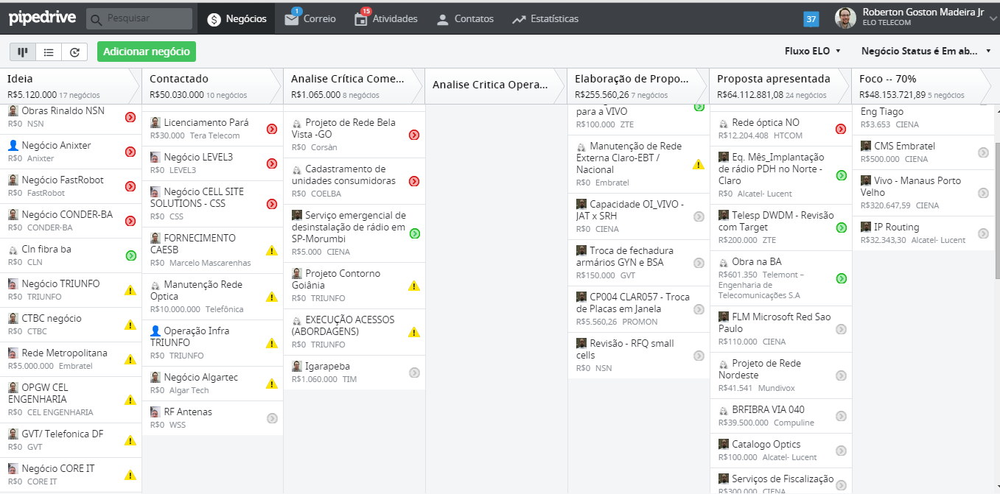 pipedrive
Pesquisar
Negócios
1
Correio
15
Atividades
Contatos
Estatísticas
37
Roberton Goston Madeira Jr
ELO TELECOM
Adicionar negócio
Fluxo ELO
Negócio Status é Em ab...
Ideia
R$5.120.000 17 negócios
Obras Rinaldo NSN
R$0 NSN
Negócio Anixter
R$0 Anixter
Negócio FastRobot
R$0 FastRobot
Negócio CONDER-BA
R$0 CONDER-BA
Cln fibra ba
R$0 CLN
Negócio TRIUNFO
R$0 TRIUNFO
CTBC negócio
R$0 CTBC
Rede Metropolitana
R$5.000.000 Embratel
OPGW CEL
ENGENHARIA
R$0 CEL ENGENHARIA
GVT/ Telefonica DF
R$0 GVT
Negócio CORE IT
R$0 CORE IT
Contactado
R$50.030.000 10 negócios
Licenciamento Pará
R$30.000 Tera Telecom
Negócio LEVEL3
R$0 LEVEL3
Negócio CELL SITE
SOLUTIONS - CSS
R$0 CSS
FORNECIMENTO
CAESB
R$0 Marcelo Mascarenhas
Manutenção Rede
Óptica
R$10.000.000 Telefônica
Operação Infra
TRIUNFO
R$0 TRIUNFO
Negócio Algartec
R$0 Algar Tech
RF Antenas
R$0 WSS
Analise Crítica Come...
R$1.065.000 8 negócios
Projeto de Rede Bela
Vista -GO
R$0 Corsàn
Cadastramento de
unidades consumidoras
R$0 COELBA
Serviço emergencial de
desinstalação de rádio em
SP-Morumbi
R$5.000 CIENA
Projeto Contorno
Goiânia
R$0 TRIUNFO
EXECUÇÃO ACESSOS
(ABORDAGENS)
R$0 TRIUNFO
Igarapeba
R$1.060.000 TIM
Analise Critica Opera...
Elaboração de Propo...
R$255.560,26 7 negócios
para a VIVO
R$100.000 ZTE
Manutenção de Rede
Externa Claro-EBT /
Nacional
R$0 Embratel
Capacidade OI_VIVO -
JAT x SRH
R$0 CIENA
Troca de fechadura
armários GYN e BSA
R$150.000 GVT
CP004 CLAR057 - Troca
de Placas em Janela
R$5.560,26 PROMON
Revisão - RFQ small
cells
R$0 NSN
Proposta apresentada
R$64.112.881,08 24 negócios
Rede óptica NO
R$12.204.408 HTCOM
Eq. Mês_Implantação
de rádio PDH no Norte -
Claro
R$0 Alcatel- Lucent
Telesp DWDM - Revisão
com Target
R$200.000 ZTE
Obra na BA
R$601.350 Telemont –
Engenharia de
Telecomunicações S.A
FLM Microsoft Red Sao
Paulo
R$110.000 CIENA
Projeto de Rede
Nordeste
R$41.541 Mundivox
BRFIBRA VIA 040
R$39.500.000 Compuline
Catalogo Optics
R$100.000 Alcatel- Lucent
Serviços de Fiscalização
R$300.000 CIENA
Foco -- 70%
R$48.153.721,89 5 negócios
Eng Tiago
R$3.653 CIENA
CMS Embratel
R$500.000 CIENA
Vivo - Manaus Porto
Velho
R$320.647,59 CIENA
IP Routing
R$32.343,30 Alcatel- Lucent